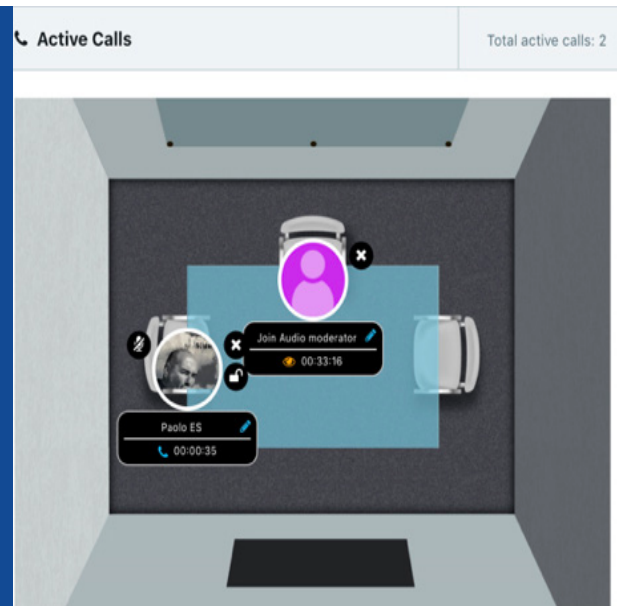 Active Calls
Total active calls: 2
Join Audio moderator
00:33:16
Paolo ES
00:00:35